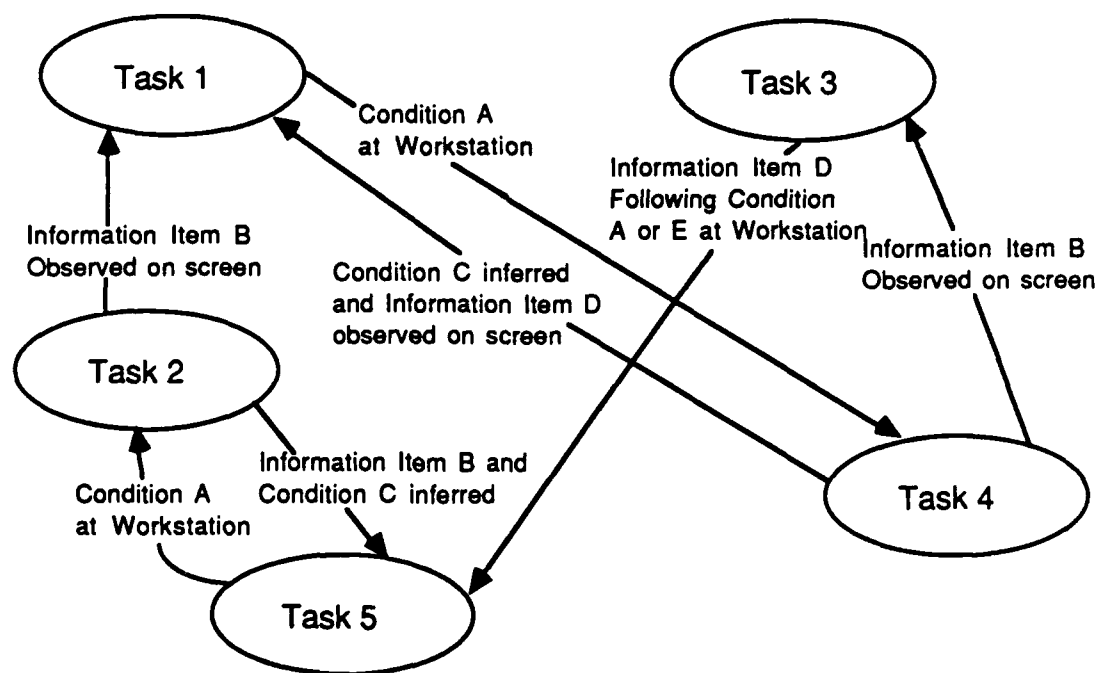 Task 1
Task 3
Condition A
at Workstation
Information Item D
Following Condition
A or E at Workstation
Information Item B
Observed on screen
Condition C inferred
and Information Item D
observed on screen
Information Item B
Observed on screen
Task 2
Information Item B and
Condition C inferred
Condition A
at Workstation
Task 4
Task 5